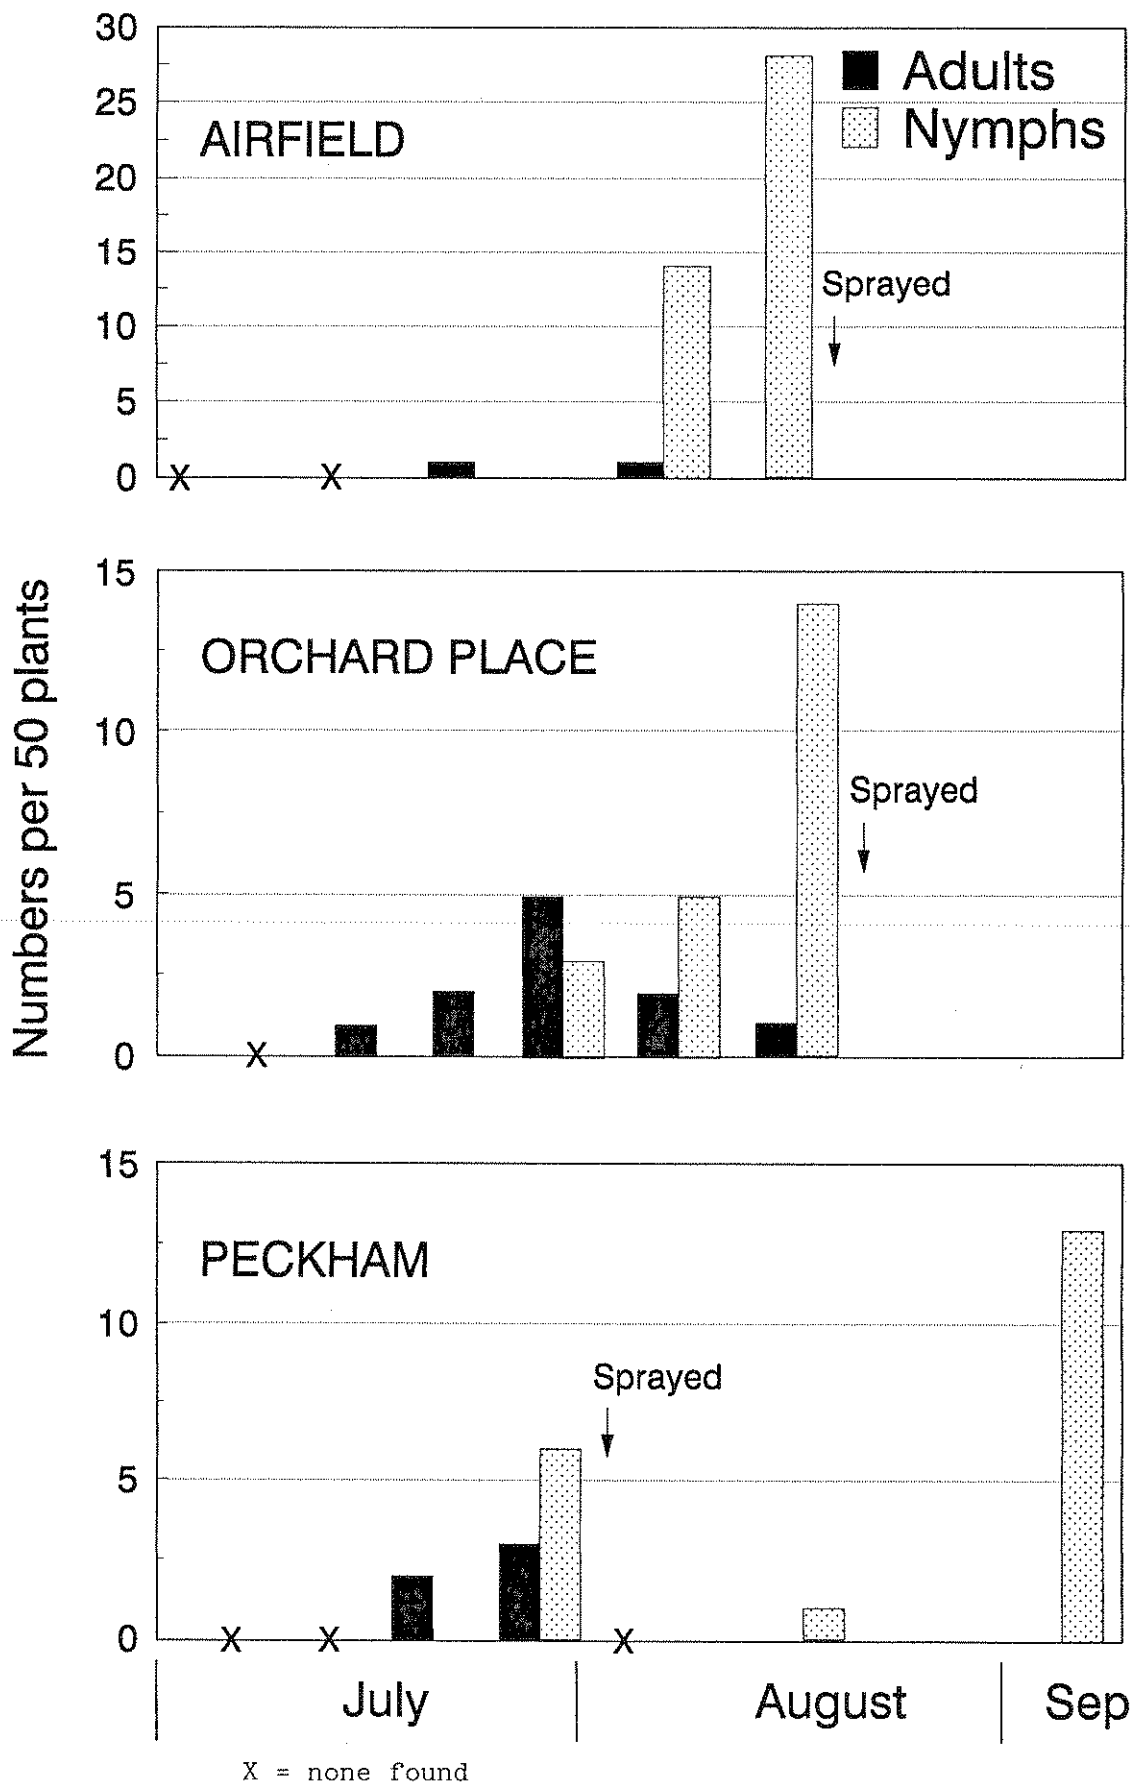 30
25
20
15
10
5
0
AIRFIELD
Adults
Nymphs
Sprayed
X
X
Numbers per 50 plants
15
10
5
0
ORCHARD PLACE
Sprayed
X
15
10
5
0
PECKHAM
Sprayed
X
X
X
July
August
Sep
X = none found